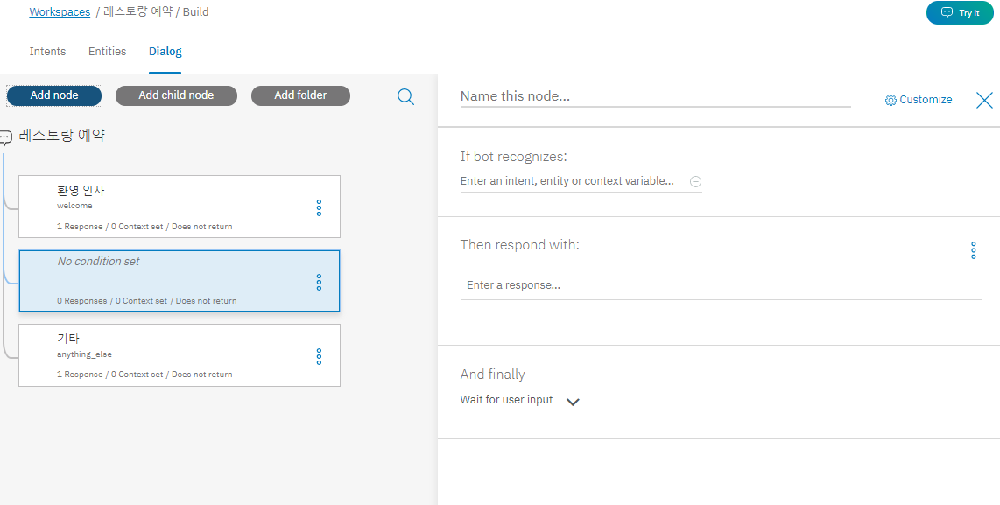 Workspaces / 레스토랑 예약 / Build
Try it
Intents Entities Dialog
Add node Add child node Add folder
레스토랑 예약
환영 인사
welcome
1 Response / 0 Context set / Does not return
No condition set
0 Responses / 0 Context set / Does not return
기타
anything_else
1 Response / 0 Context set / Does not return
Name this node...
Customize
If bot recognizes:
Enter an intent, entity or context variable...
Then respond with:
Enter a response...
And finally
Wait for user input